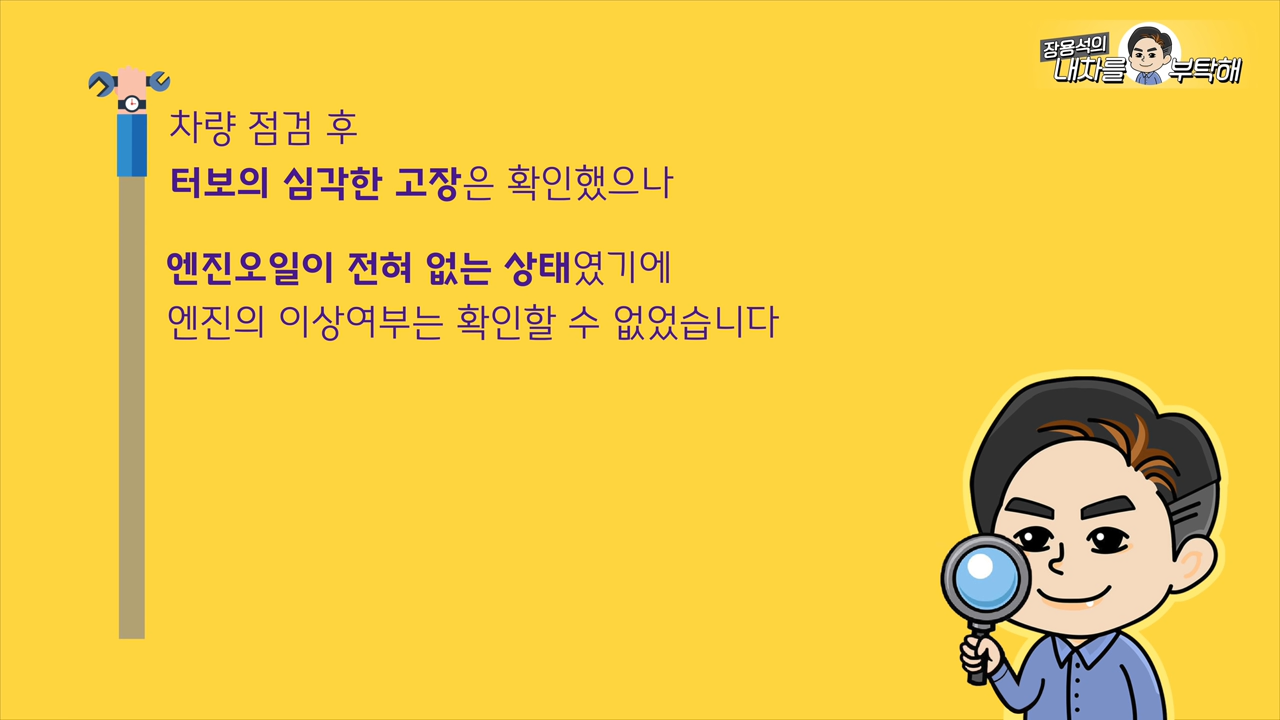 장용석의
내차를 부탁해
차량 점검 후
터보의 심각한 고장은 확인했으나
엔진오일이 전혀 없는 상태였기에
엔진의 이상여부는 확인할 수 없었습니다